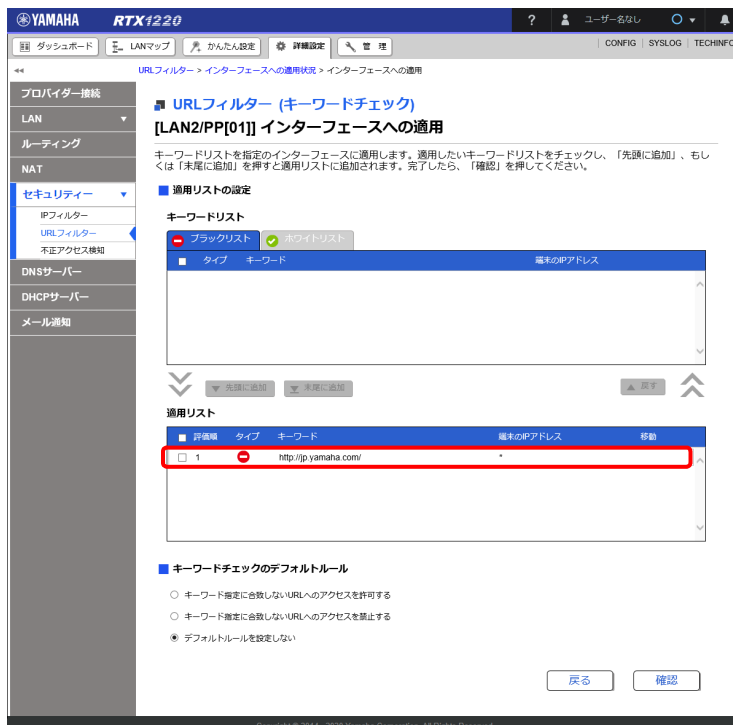 YAMAHA RTX1220 ? ユーザー名なし
ダッシュボード LANマップ かんたん設定 詳細設定 管 理 CONFIG SYSLOG TECHINFO
URLフィルター > インターフェースへの適用状況 > インターフェースへの適用
プロバイダー接続
LAN
ルーティング
NAT
セキュリティー
IPフィルター
URLフィルター
不正アクセス検知
DNSサーバー
DHCPサーバー
メール通知
URLフィルター (キーワードチェック)
[LAN2/PP[01]] インターフェースへの適用
キーワードリストを指定のインターフェースに適用します。適用したいキーワードリストをチェックし、「先頭に追加」、もし
くは「末尾に追加」を押すと適用リストに追加されます。完了したら、「確認」を押してください。
適用リストの設定
キーワードリスト
ブラックリスト ホワイトリスト
タイプ キーワード 端末のIPアドレス
先頭に追加 末尾に追加 戻す
適用リスト
評価順 タイプ キーワード 端末のIPアドレス 移動
1 http://jp.yamaha.com/ *
キーワードチェックのデフォルトルール
キーワード指定に合致しないURLへのアクセスを許可する
キーワード指定に合致しないURLへのアクセスを禁止する
デフォルトルールを設定しない
戻る 確認